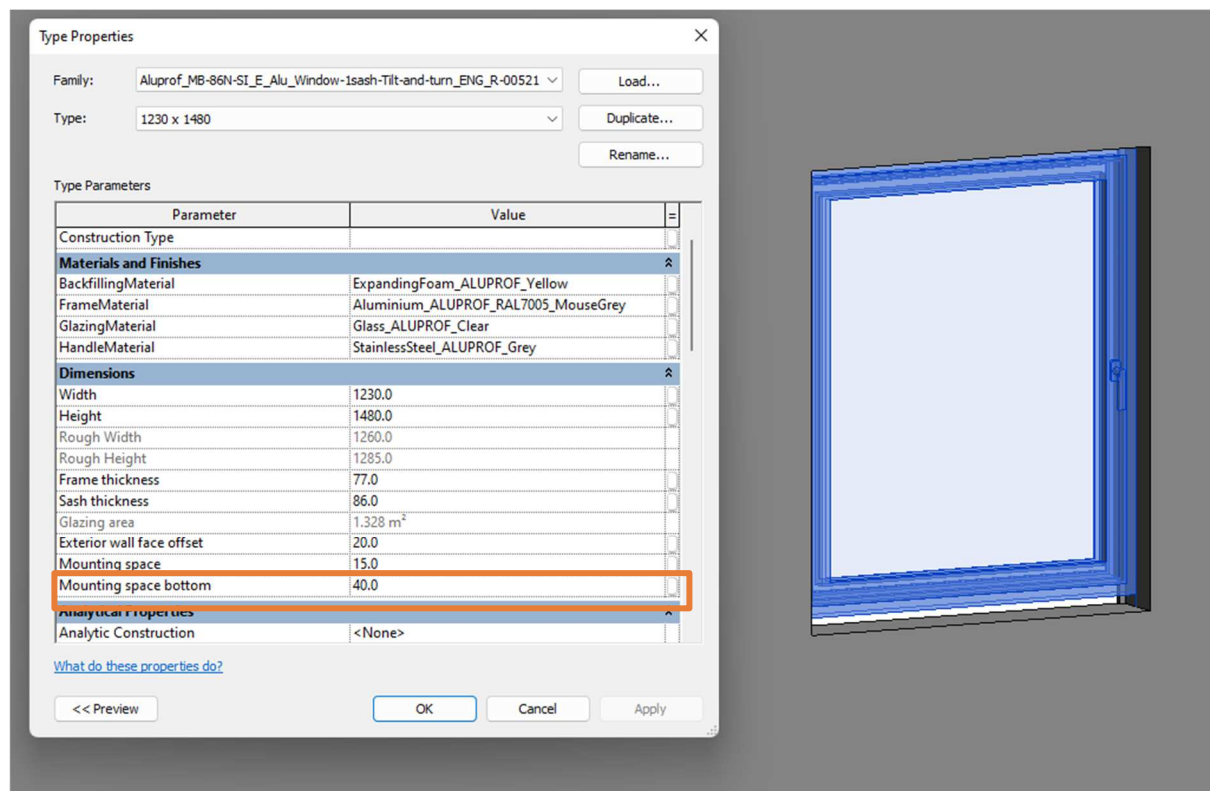 Type Properties
Family: Aluprof_MB-86N-SI_E_Alu_Window-1sash-Tilt-and-turn_ENG_R-00521 Load...
Type: 1230 x 1480 Duplicate...
Rename...
Type Parameters
Parameter Value =
Construction Type
Materials and Finishes
BackfillingMaterial ExpandingFoam_ALUPROF_Yellow
FrameMaterial Aluminium_ALUPROF_RAL7005_MouseGrey
GlazingMaterial Glass_ALUPROF_Clear
HandleMaterial StainlessSteel_ALUPROF_Grey
Dimensions
Width 1230.0
Height 1480.0
Rough Width 1260.0
Rough Height 1285.0
Frame thickness 77.0
Sash thickness 86.0
Glazing area 1.328 m²
Exterior wall face offset 20.0
Mounting space 15.0
Mounting space bottom 40.0
Analytical Properties
Analytic Construction <None>
What do these properties do?
<< Preview OK Cancel Apply